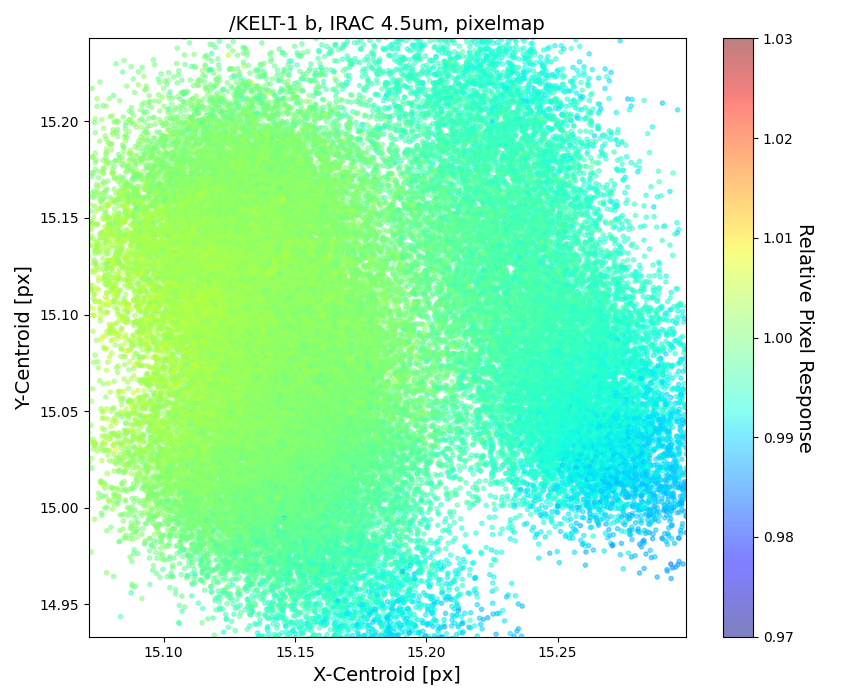 /KELT-1 b, IRAC 4.5um, pixelmap
15.20
15.15
15.10
15.05
15.00
14.95
Y-Centroid [px]
15.10 15.15 15.20 15.25
X-Centroid [px]
1.03
1.02
1.01
1.00
0.99
0.98
0.97
Relative Pixel Response